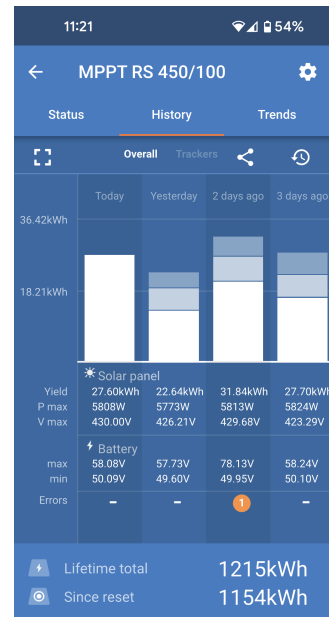 11:21 54%
MPPT RS 450/100
Status History Trends
Overall Trackers
Today Yesterday 2 days ago 3 days ago
36.42kWh
18.21kWh
Solar panel
Yield 27.60kWh 22.64kWh 31.84kWh 27.70kWh
P max 5808W 5773W 5813W 5824W
V max 430.00V 426.21V 429.68V 423.29V
Battery
max 58.08V 57.73V 78.13V 58.24V
min 50.09V 49.60V 49.95V 50.10V
Errors - - 1 -
Lifetime total 1215kWh
Since reset 1154kWh